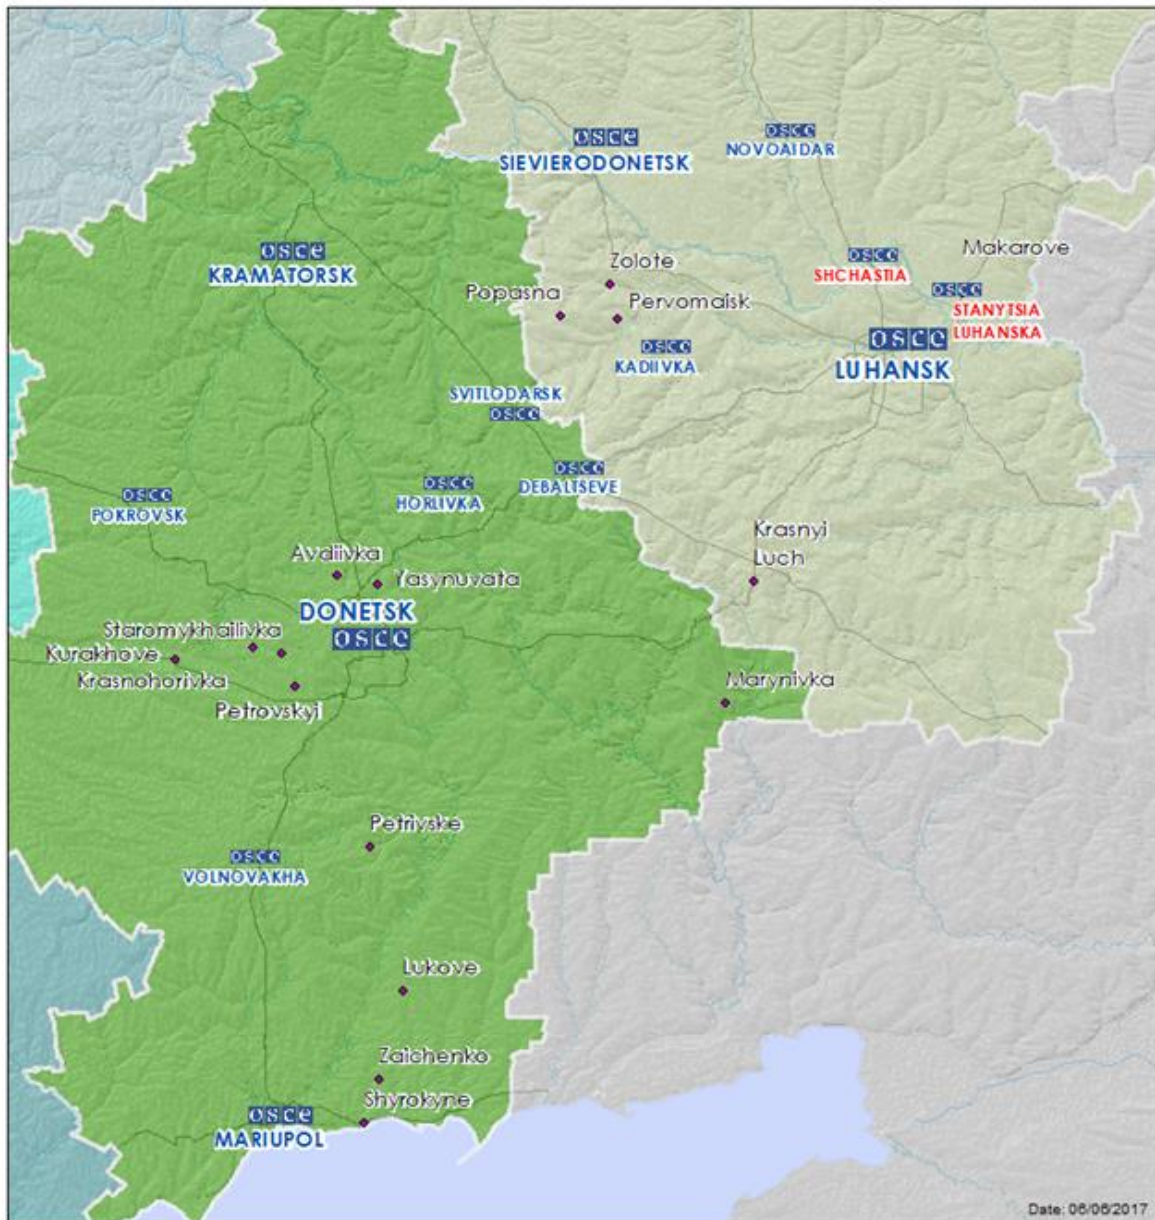 osce
SIEVIERODONETSK
osce
NOVOAIDAR
osce
KRAMATORSK
Makarove
osce
SHCHASTIA
Zolote
osce
STANYTSIA
LUHANSKA
Popasna
Pervomaisk
osce
LUHANSK
osce
KADIIVKA
SVITLODARSK
osce
osce
DEBALTSEVE
osce
HORLIVKA
osce
POKROVSK
Krasnyi
Luch
Avdiivka
Yasynuvata
DONETSK
osce
Staromykhailivka
Kurakhove
Krasnohorivka
Petrovskyi
Marynivka
Petrivske
osce
VOLNOVAKHA
Lukove
Zaichenko
Shyrokyne
osce
MARIUPOL
Date: 06/06/2017